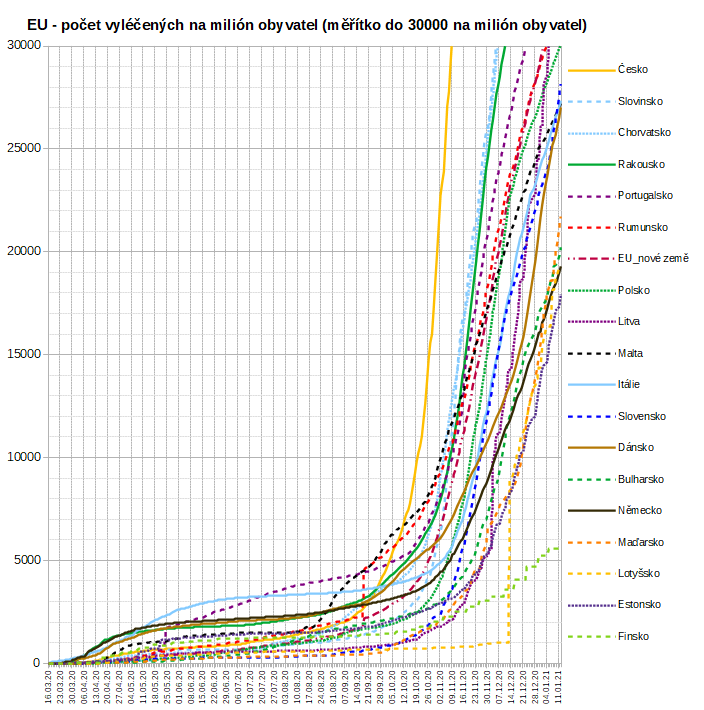 EU - počet vyléčených na milión obyvatel (měřítko do 30000 na milión obyvatel)
30000
25000
20000
15000
10000
5000
0
Česko
Slovinsko
Chorvatsko
Rakousko
Portugalsko
Rumunsko
EU_nové země
Polsko
Litva
Malta
Itálie
Slovensko
Dánsko
Bulharsko
Německo
Maďarsko
Lotyšsko
Estonsko
Finsko
16.03.20
23.03.20
30.03.20
06.04.20
13.04.20
20.04.20
27.04.20
04.05.20
11.05.20
18.05.20
25.05.20
01.06.20
08.06.20
15.06.20
22.06.20
29.06.20
06.07.20
13.07.20
20.07.20
27.07.20
03.08.20
10.08.20
17.08.20
24.08.20
31.08.20
07.09.20
14.09.20
21.09.20
28.09.20
05.10.20
12.10.20
19.10.20
26.10.20
02.11.20
09.11.20
16.11.20
23.11.20
30.11.20
07.12.20
14.12.20
21.12.20
28.12.20
04.01.21
11.01.21